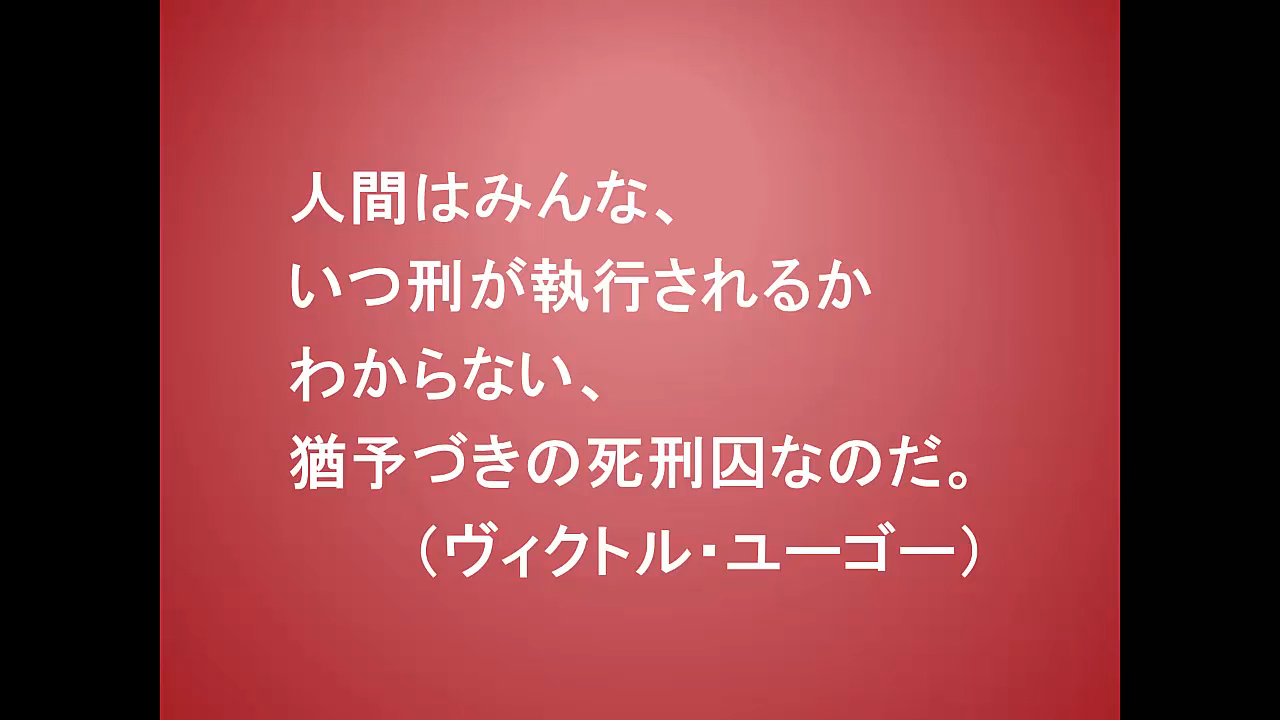 人間はみんな、
いつ刑が執行されるか
わからない、
猶予づきの死刑囚なのだ。
（ヴィクトル・ユーゴー）